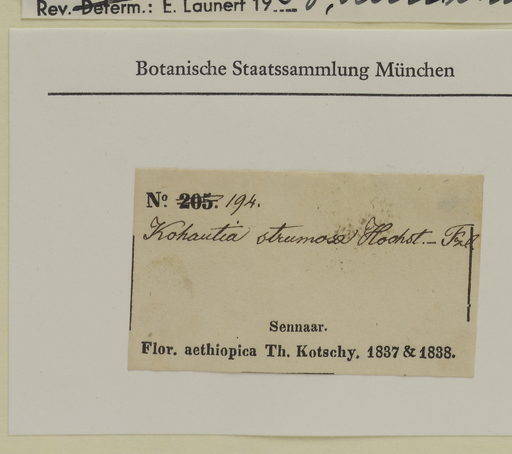 Rev. Determ.: E. Launert 19
Botanische Staatssammlung München
No. 205. 194.
Kohautia strumosa Hochst. – Fzl.
Sennaar.
Flor. aethiopica Th. Kotschy. 1837 & 1838.